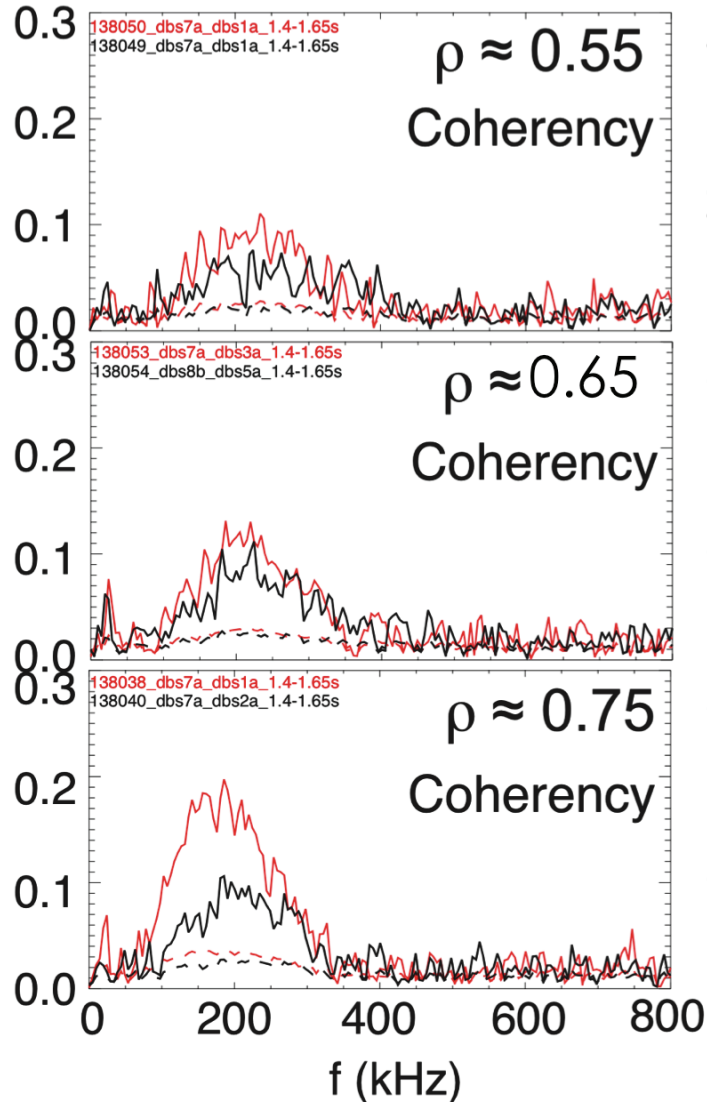 0.3
138050_dbs7a_dbs1a_1.4-1.65s
138049_dbs7a_dbs1a_1.4-1.65s
ρ ≈ 0.55
Coherency
0.2
0.1
0.0
0.3
138053_dbs7a_dbs3a_1.4-1.65s
138054_dbs8b_dbs5a_1.4-1.65s
ρ ≈ 0.65
Coherency
0.2
0.1
0.0
0.3
138038_dbs7a_dbs1a_1.4-1.65s
138040_dbs7a_dbs2a_1.4-1.65s
ρ ≈ 0.75
Coherency
0.2
0.1
0.0
0 200 400 600 800
f (kHz)